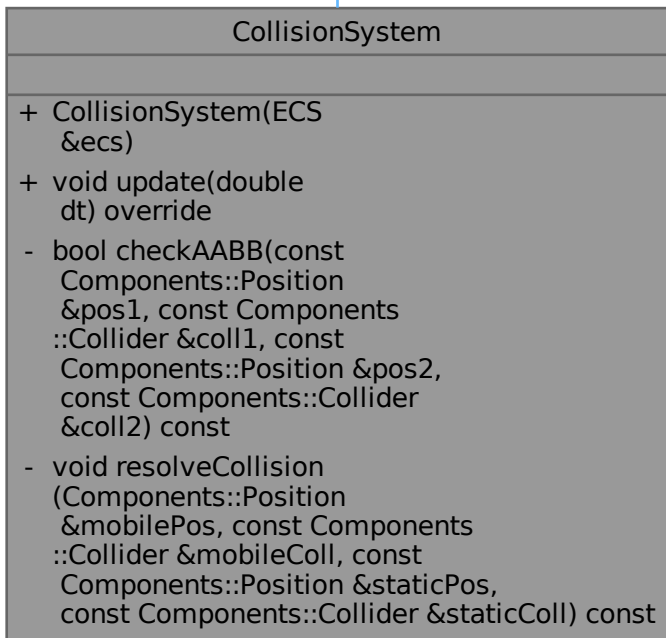 CollisionSystem
+ CollisionSystem(ECS
&ecs)
+ void update(double
dt) override
- bool checkAABB(const
Components::Position
&pos1, const Components
::Collider &coll1, const
Components::Position &pos2,
const Components::Collider
&coll2) const
- void resolveCollision
(Components::Position
&mobilePos, const Components
::Collider &mobileColl, const
Components::Position &staticPos,
const Components::Collider &staticColl) const